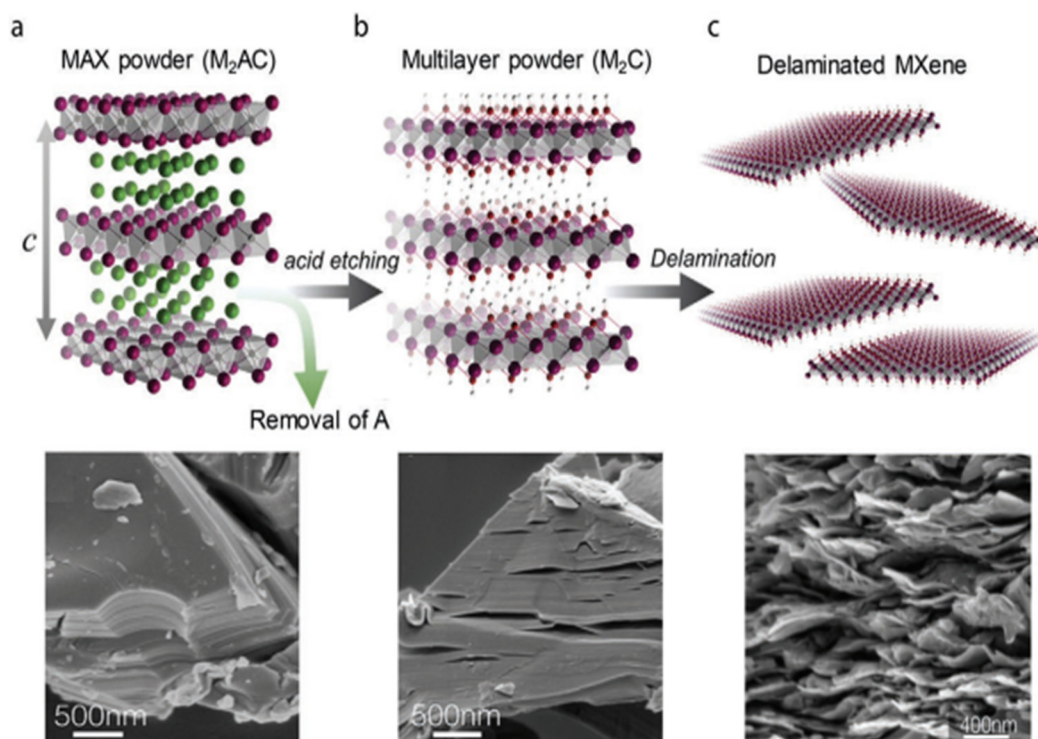 a
MAX powder (M₂AC)
b
Multilayer powder (M₂C)
c
Delaminated MXene
c
acid etching
Delamination
Removal of A
500nm
500nm
400nm